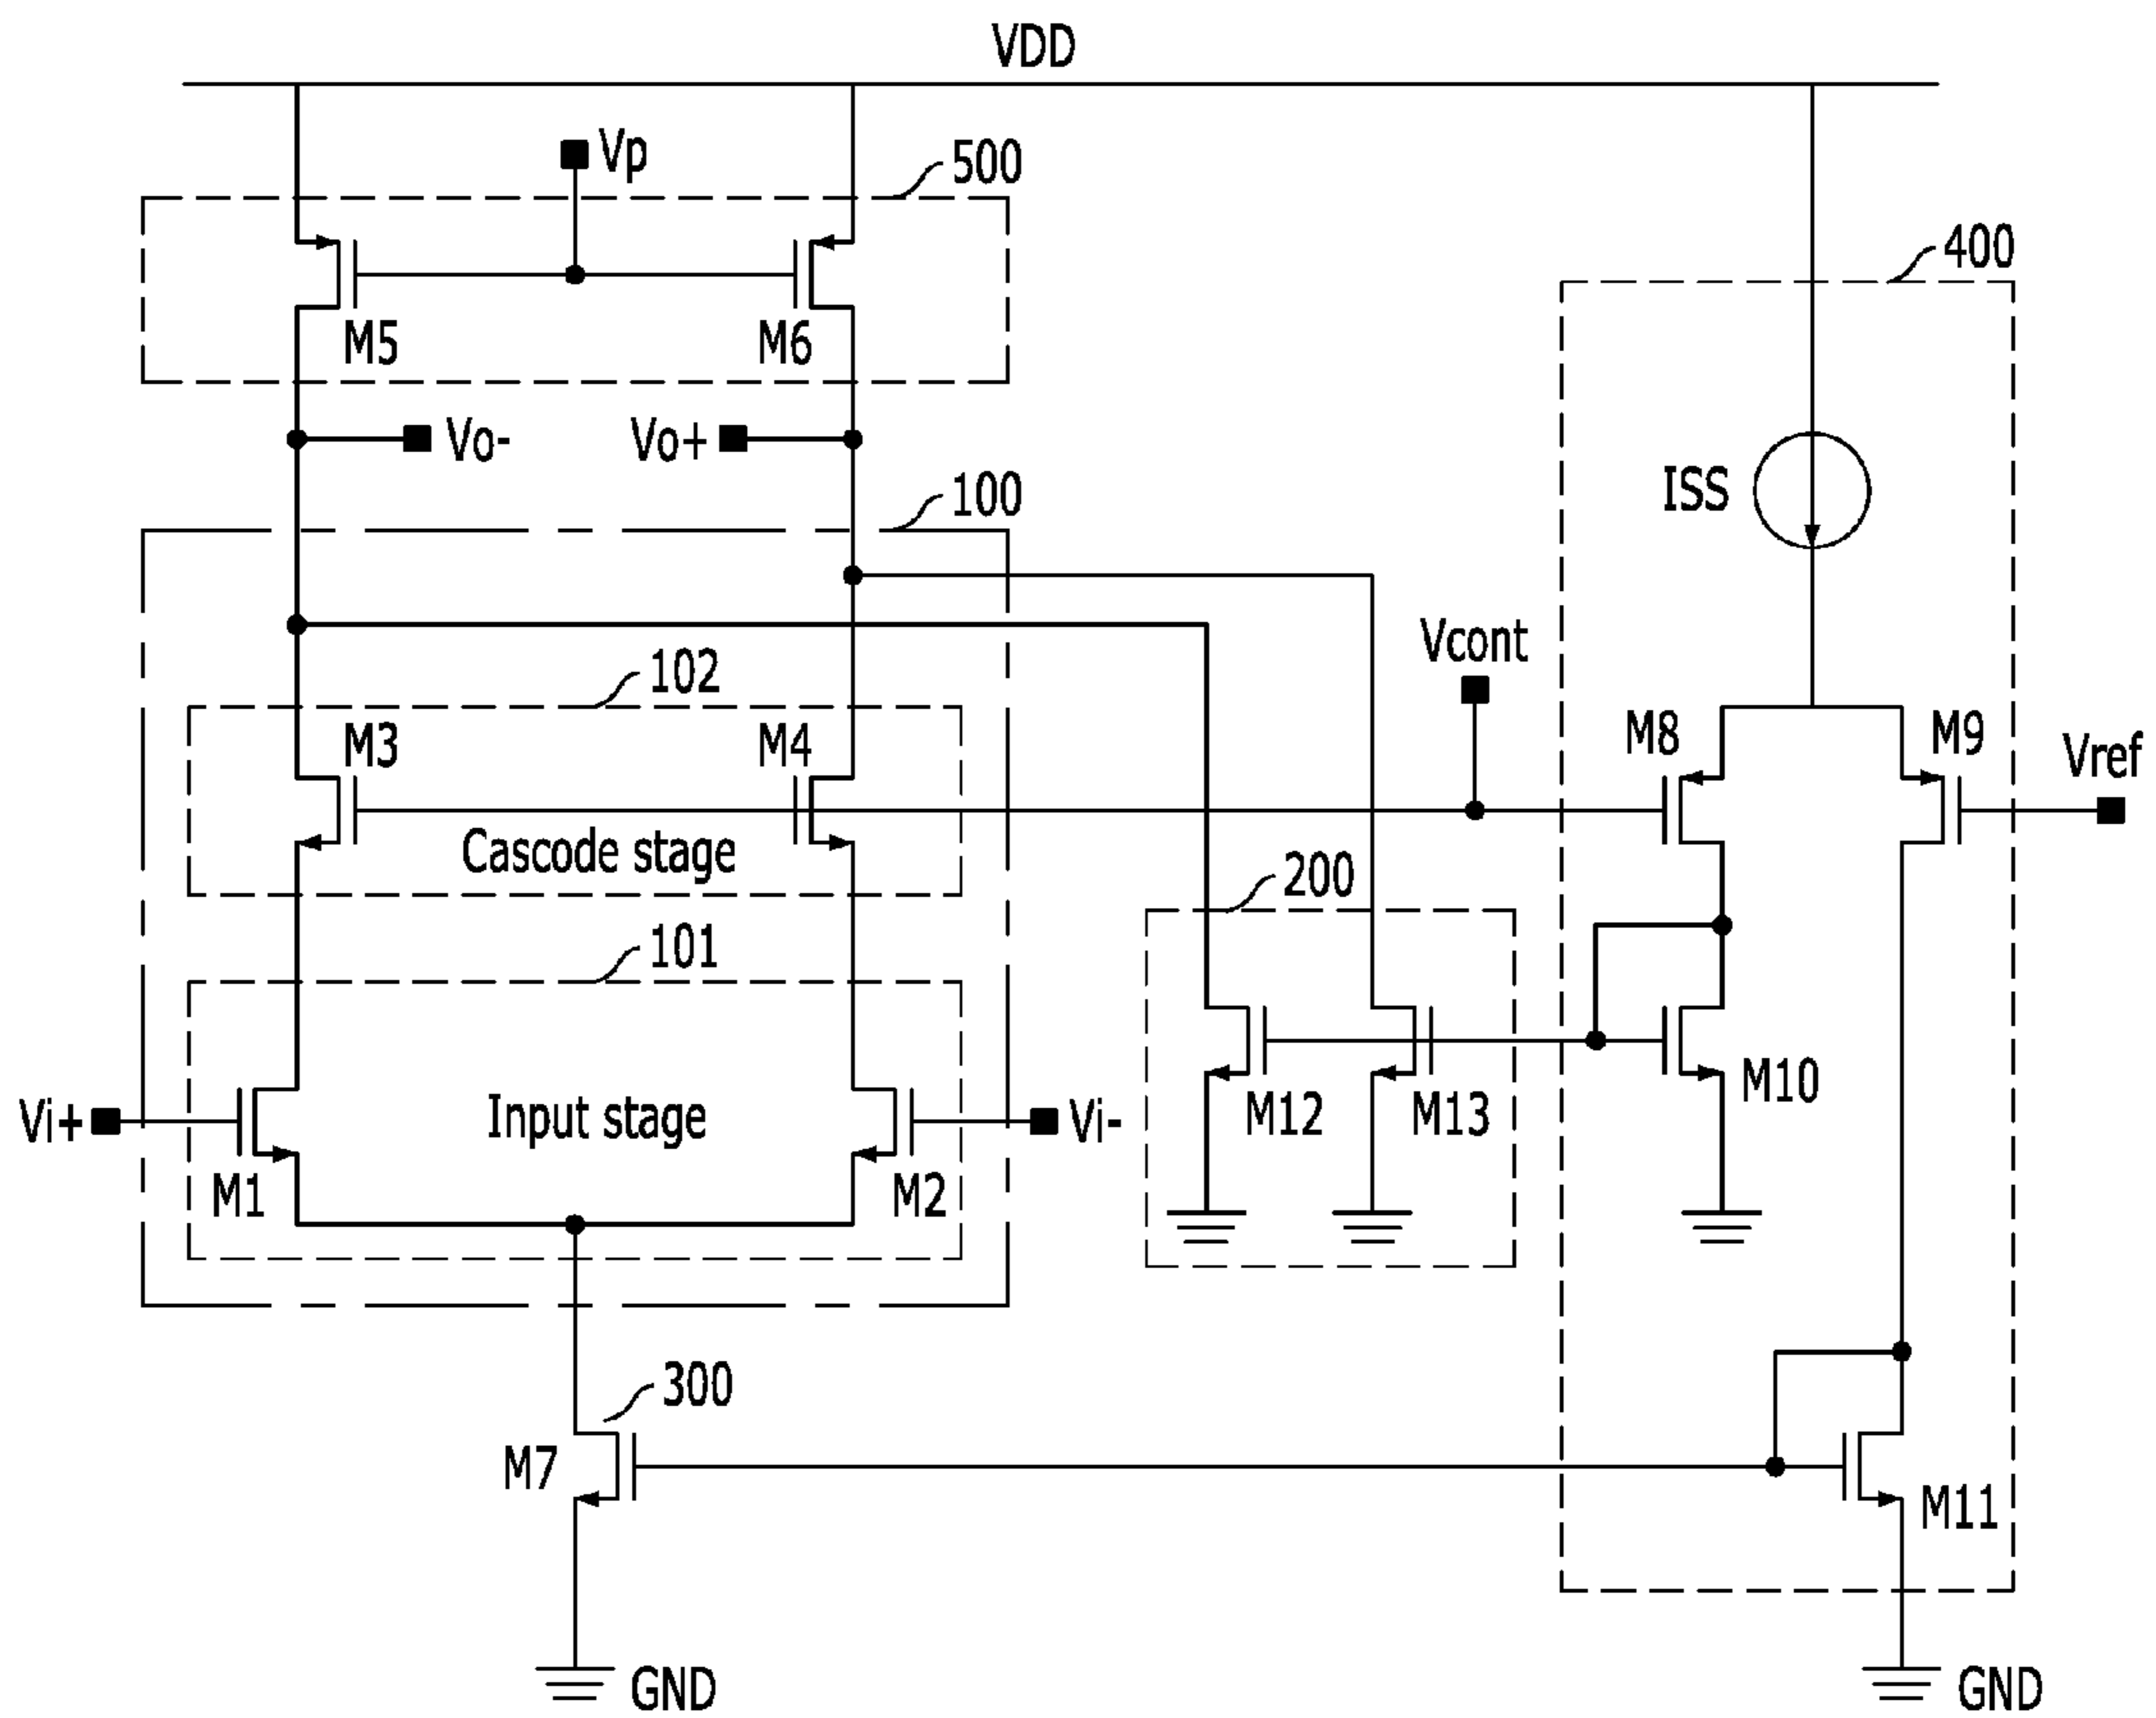 VDD
Vp
500
400
M5
M6
Vo-
Vo+
100
ISS
Vcont
102
M3
M4
M8
M9
Vref
Cascode stage
200
101
M10
Vi+
Input stage
Vi-
M12
M13
M1
M2
300
M7
M11
GND
GND